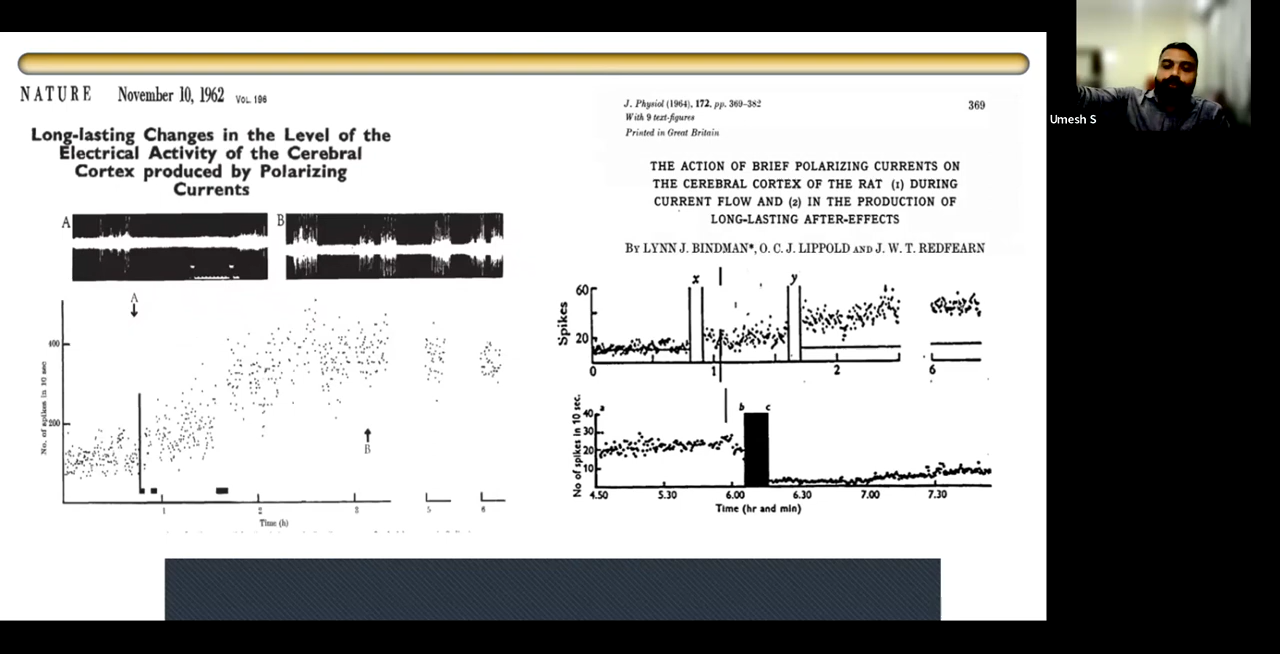 NATURE November 10, 1962 VOL. 196
Long-lasting Changes in the Level of the
Electrical Activity of the Cerebral
Cortex produced by Polarizing
Currents
A
B
A
400
200
No. of spikes in 10 sec
B
1 2 3 5 6
Time (h)
J. Physiol (1964), 172, pp. 369–382
369
With 9 text-figures
Printed in Great Britain
THE ACTION OF BRIEF POLARIZING CURRENTS ON
THE CEREBRAL CORTEX OF THE RAT (1) DURING
CURRENT FLOW AND (2) IN THE PRODUCTION OF
LONG-LASTING AFTER-EFFECTS
BY LYNN J. BINDMAN*, O. C. J. LIPPOLD AND J. W. T. REDFEARN
x y
60
20
Spikes
0 1 2 6
a b c
40
30
20
10
No of spikes in 10 sec.
4.50 5.30 6.00 6.30 7.00 7.30
Time (hr and min)
Umesh S